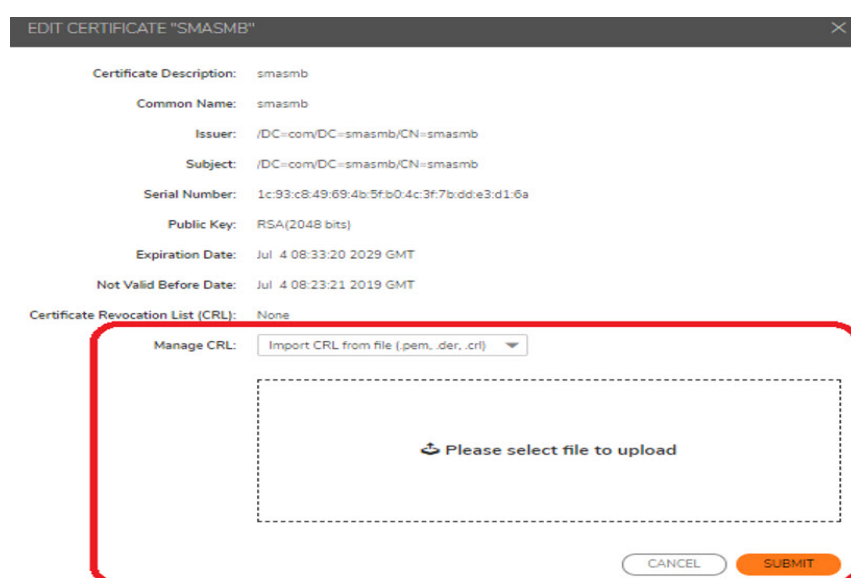 EDIT CERTIFICATE "SMASMB"
Certificate Description: smasmb
Common Name: smasmb
Issuer: /DC=com/DC=smasmb/CN=smasmb
Subject: /DC=com/DC=smasmb/CN=smasmb
Serial Number: 1c:93:c8:49:69:4b:5f:b0:4c:3f:7b:dd:e3:d1:6a
Public Key: RSA(2048 bits)
Expiration Date: Jul 4 08:33:20 2029 GMT
Not Valid Before Date: Jul 4 08:23:21 2019 GMT
Certificate Revocation List (CRL): None
Manage CRL: Import CRL from file (.pem, .der, .crl)
Please select file to upload
CANCEL SUBMIT